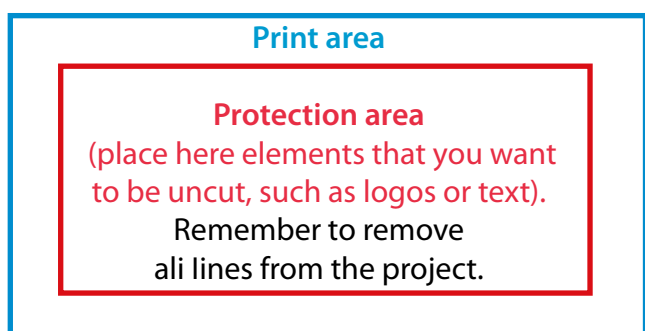 Print area
Protection area
(place here elements that you want
to be uncut, such as logos or text).
Remember to remove
ali lines from the project.